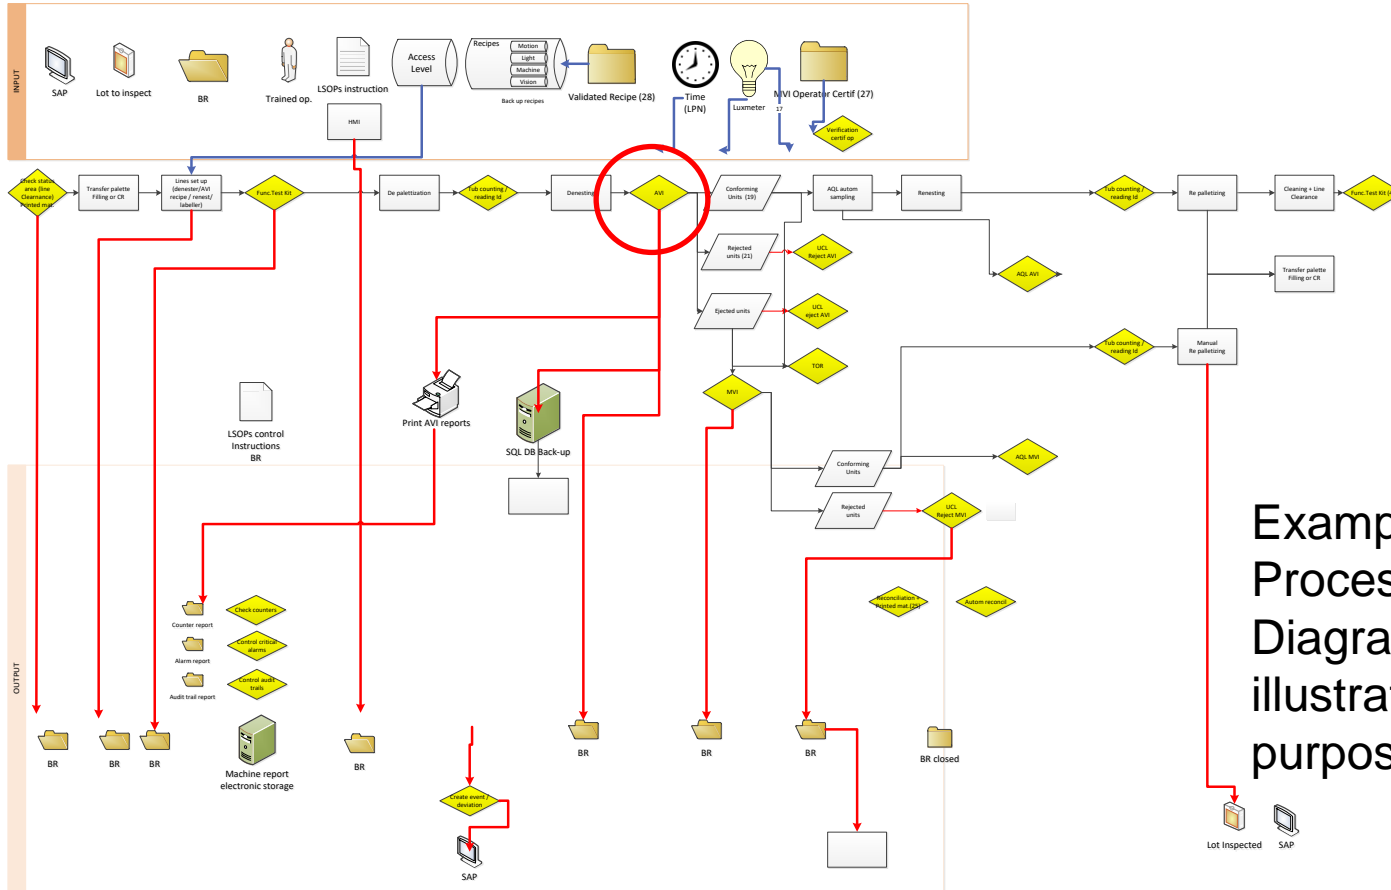 INPUT
SAP
Lot to inspect
BR
Trained op.
LSOPs instruction
HMI
Access
Level
Recipes
Motion
Light
Machine
Vision
Back up recipes
Validated Recipe (28)
Time
(LPN)
Luxmeter
17
MVI Operator Certif (27)
Verification
certif op
Check status
area (line
Clearnance)
Printed mat.
Transfer palette
Filling or CR
Lines set up
(denester/AVI
recipe / renest/
labeller)
Func.Test Kit
De palettization
Tub counting /
reading Id
Denesting
AVI
Conforming
Units (19)
AQL autom
sampling
Renesting
Tub counting /
reading Id
Re palletizing
Cleaning + Line
Clearance
Func.Test Kit (4
Rejected
units (21)
UCL
Reject AVI
AQL AVI
Transfer palette
Filling or CR
Ejected units
UCL
eject AVI
TOR
Tub counting /
reading Id
Manual
Re palletizing
MVI
Print AVI reports
SQL DB Back-up
LSOPs control
Instructions
BR
Conforming
Units
AQL MVI
Rejected
units
UCL
Reject MVI
Examp
Proces
Diagra
illustrat
purpos
OUTPUT
Counter report
Check counters
Alarm report
Control critical
alarms
Audit trail report
Control audit
trails
Reconciliation +
Printed mat.(25)
Autom reconcil
BR
BR
BR
Machine report
electronic storage
BR
Create event /
deviation
SAP
BR
BR
BR
BR closed
Lot Inspected
SAP